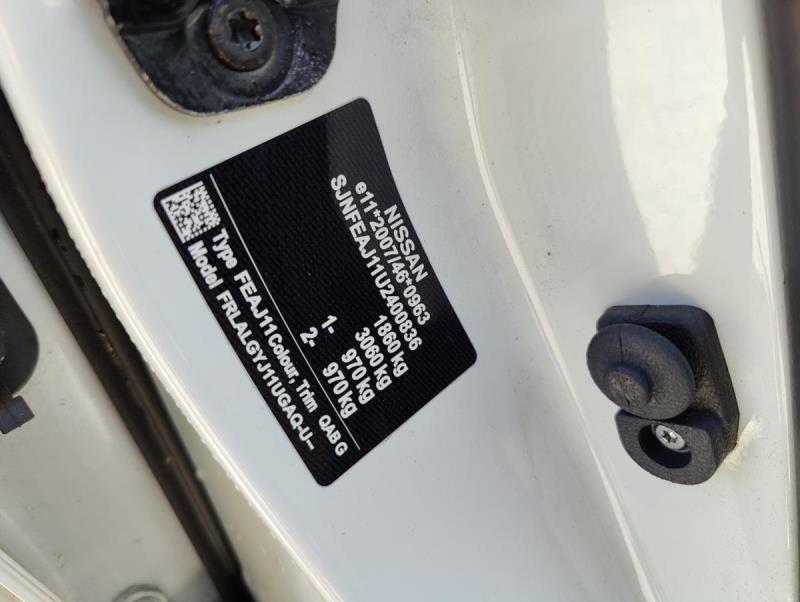 NISSAN
e11*2007/46*0963
SJNFEAJ11U2400836
1860 kg
3060 kg
1- 970 kg
2- 970 kg
Type FEAJ11 Colour, Trim QAB G
Model FRLALGYJ11UGAQ-U--